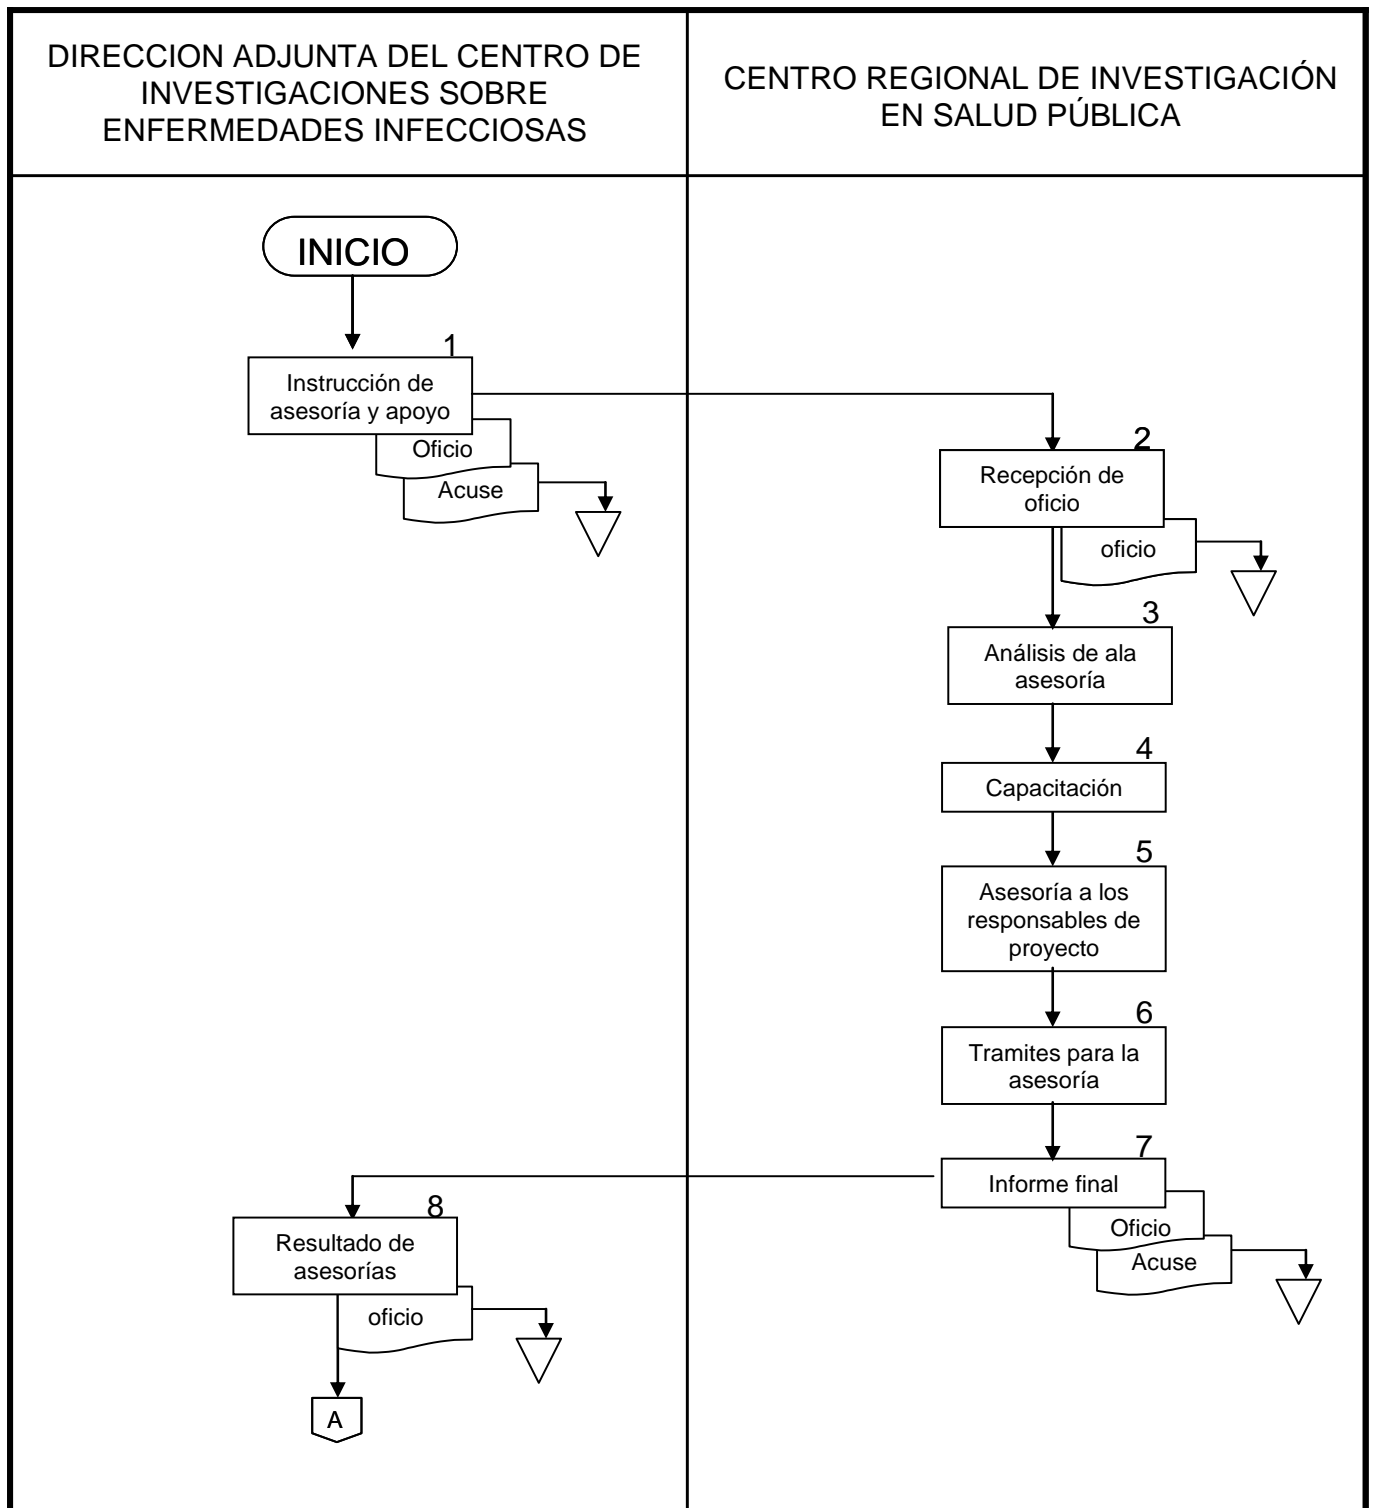 DIRECCION ADJUNTA DEL CENTRO DE
INVESTIGACIONES SOBRE
ENFERMEDADES INFECCIOSAS
CENTRO REGIONAL DE INVESTIGACIÓN
EN SALUD PÚBLICA
INICIO
1
Instrucción de
asesoría y apoyo
Oficio
Acuse
2
Recepción de
oficio
oficio
3
Análisis de ala
asesoría
4
Capacitación
5
Asesoría a los
responsables de
proyecto
6
Tramites para la
asesoría
7
Informe final
Oficio
Acuse
8
Resultado de
asesorías
oficio
A